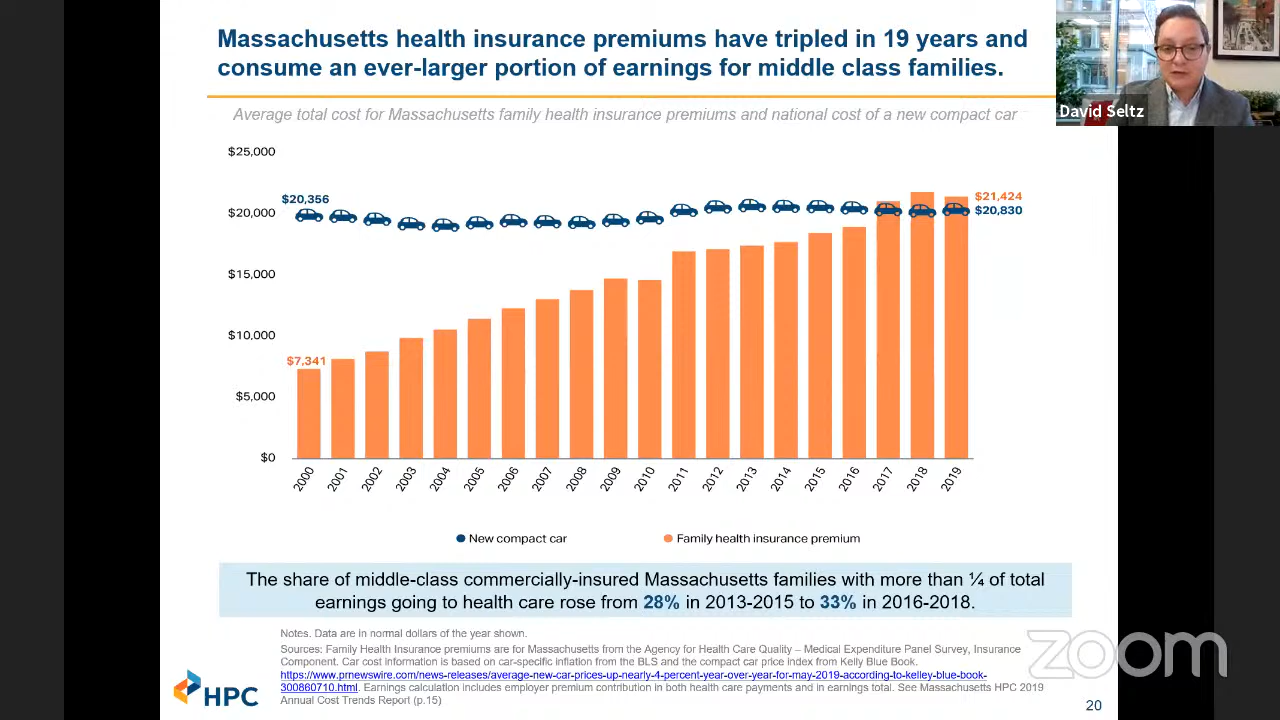 Massachusetts health insurance premiums have tripled in 19 years and
consume an ever-larger portion of earnings for middle class families.
David Seltz
Average total cost for Massachusetts family health insurance premiums and national cost of a new compact car
$25,000
$20,000
$15,000
$10,000
$5,000
$0
$20,356
$7,341
$21,424
$20,830
2000 2001 2002 2003 2004 2005 2006 2007 2008 2009 2010 2011 2012 2013 2014 2015 2016 2017 2018 2019
New compact car
Family health insurance premium
The share of middle-class commercially-insured Massachusetts families with more than ¼ of total
earnings going to health care rose from 28% in 2013-2015 to 33% in 2016-2018.
Notes. Data are in normal dollars of the year shown.
Sources: Family Health Insurance premiums are for Massachusetts from the Agency for Health Care Quality – Medical Expenditure Panel Survey, Insurance
Component. Car cost information is based on car-specific inflation from the BLS and the compact car price index from Kelly Blue Book.
https://www.prnewswire.com/news-releases/average-new-car-prices-up-nearly-4-percent-year-over-year-for-may-2019-according-to-kelley-blue-book-
300860710.html. Earnings calculation includes employer premium contribution in both health care payments and in earnings total. See Massachusetts HPC 2019
Annual Cost Trends Report (p.15)
HPC
zoom
20